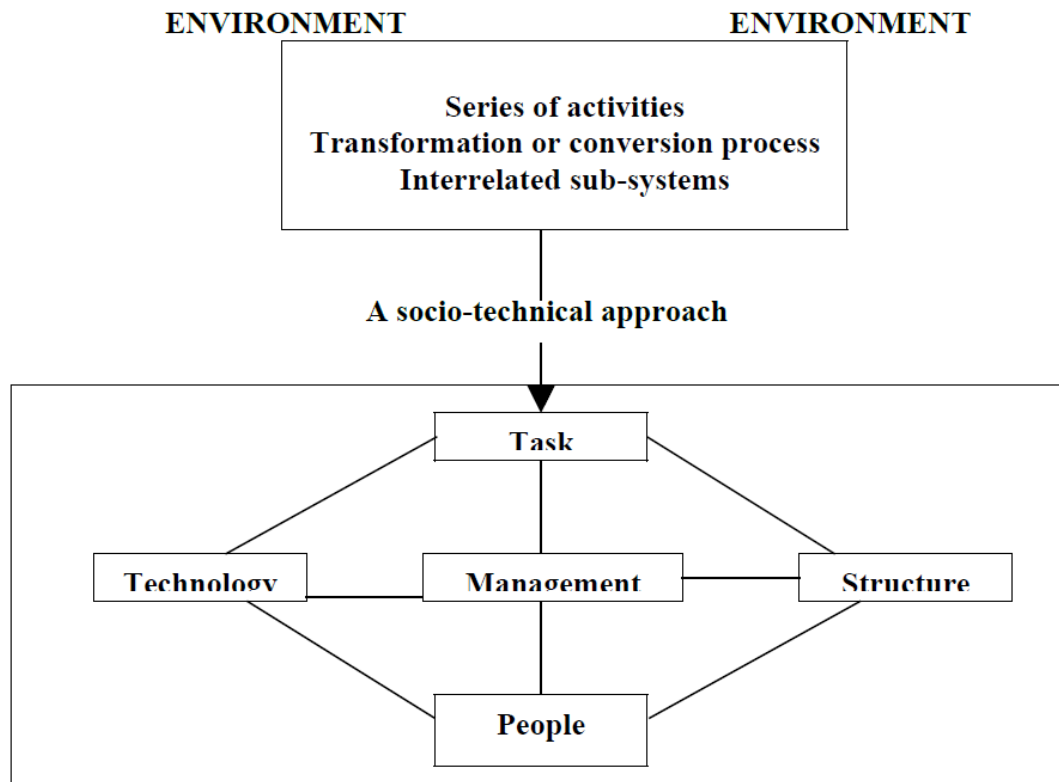 ENVIRONMENT ENVIRONMENT
Series of activities
Transformation or conversion process
Interrelated sub-systems
A socio-technical approach
Task
Technology Management Structure
People